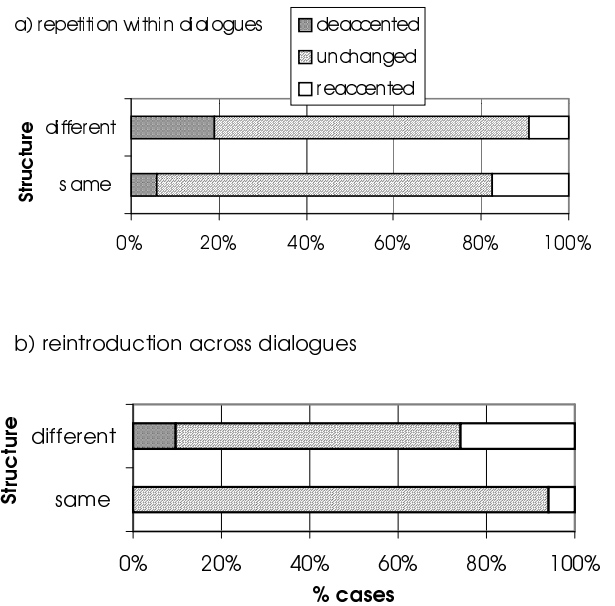 a) repetition within dialogues
deaccented
unchanged
reaccented
Structure
different
same
0% 20% 40% 60% 80% 100%
b) reintroduction across dialogues
Structure
different
same
0% 20% 40% 60% 80% 100%
% cases